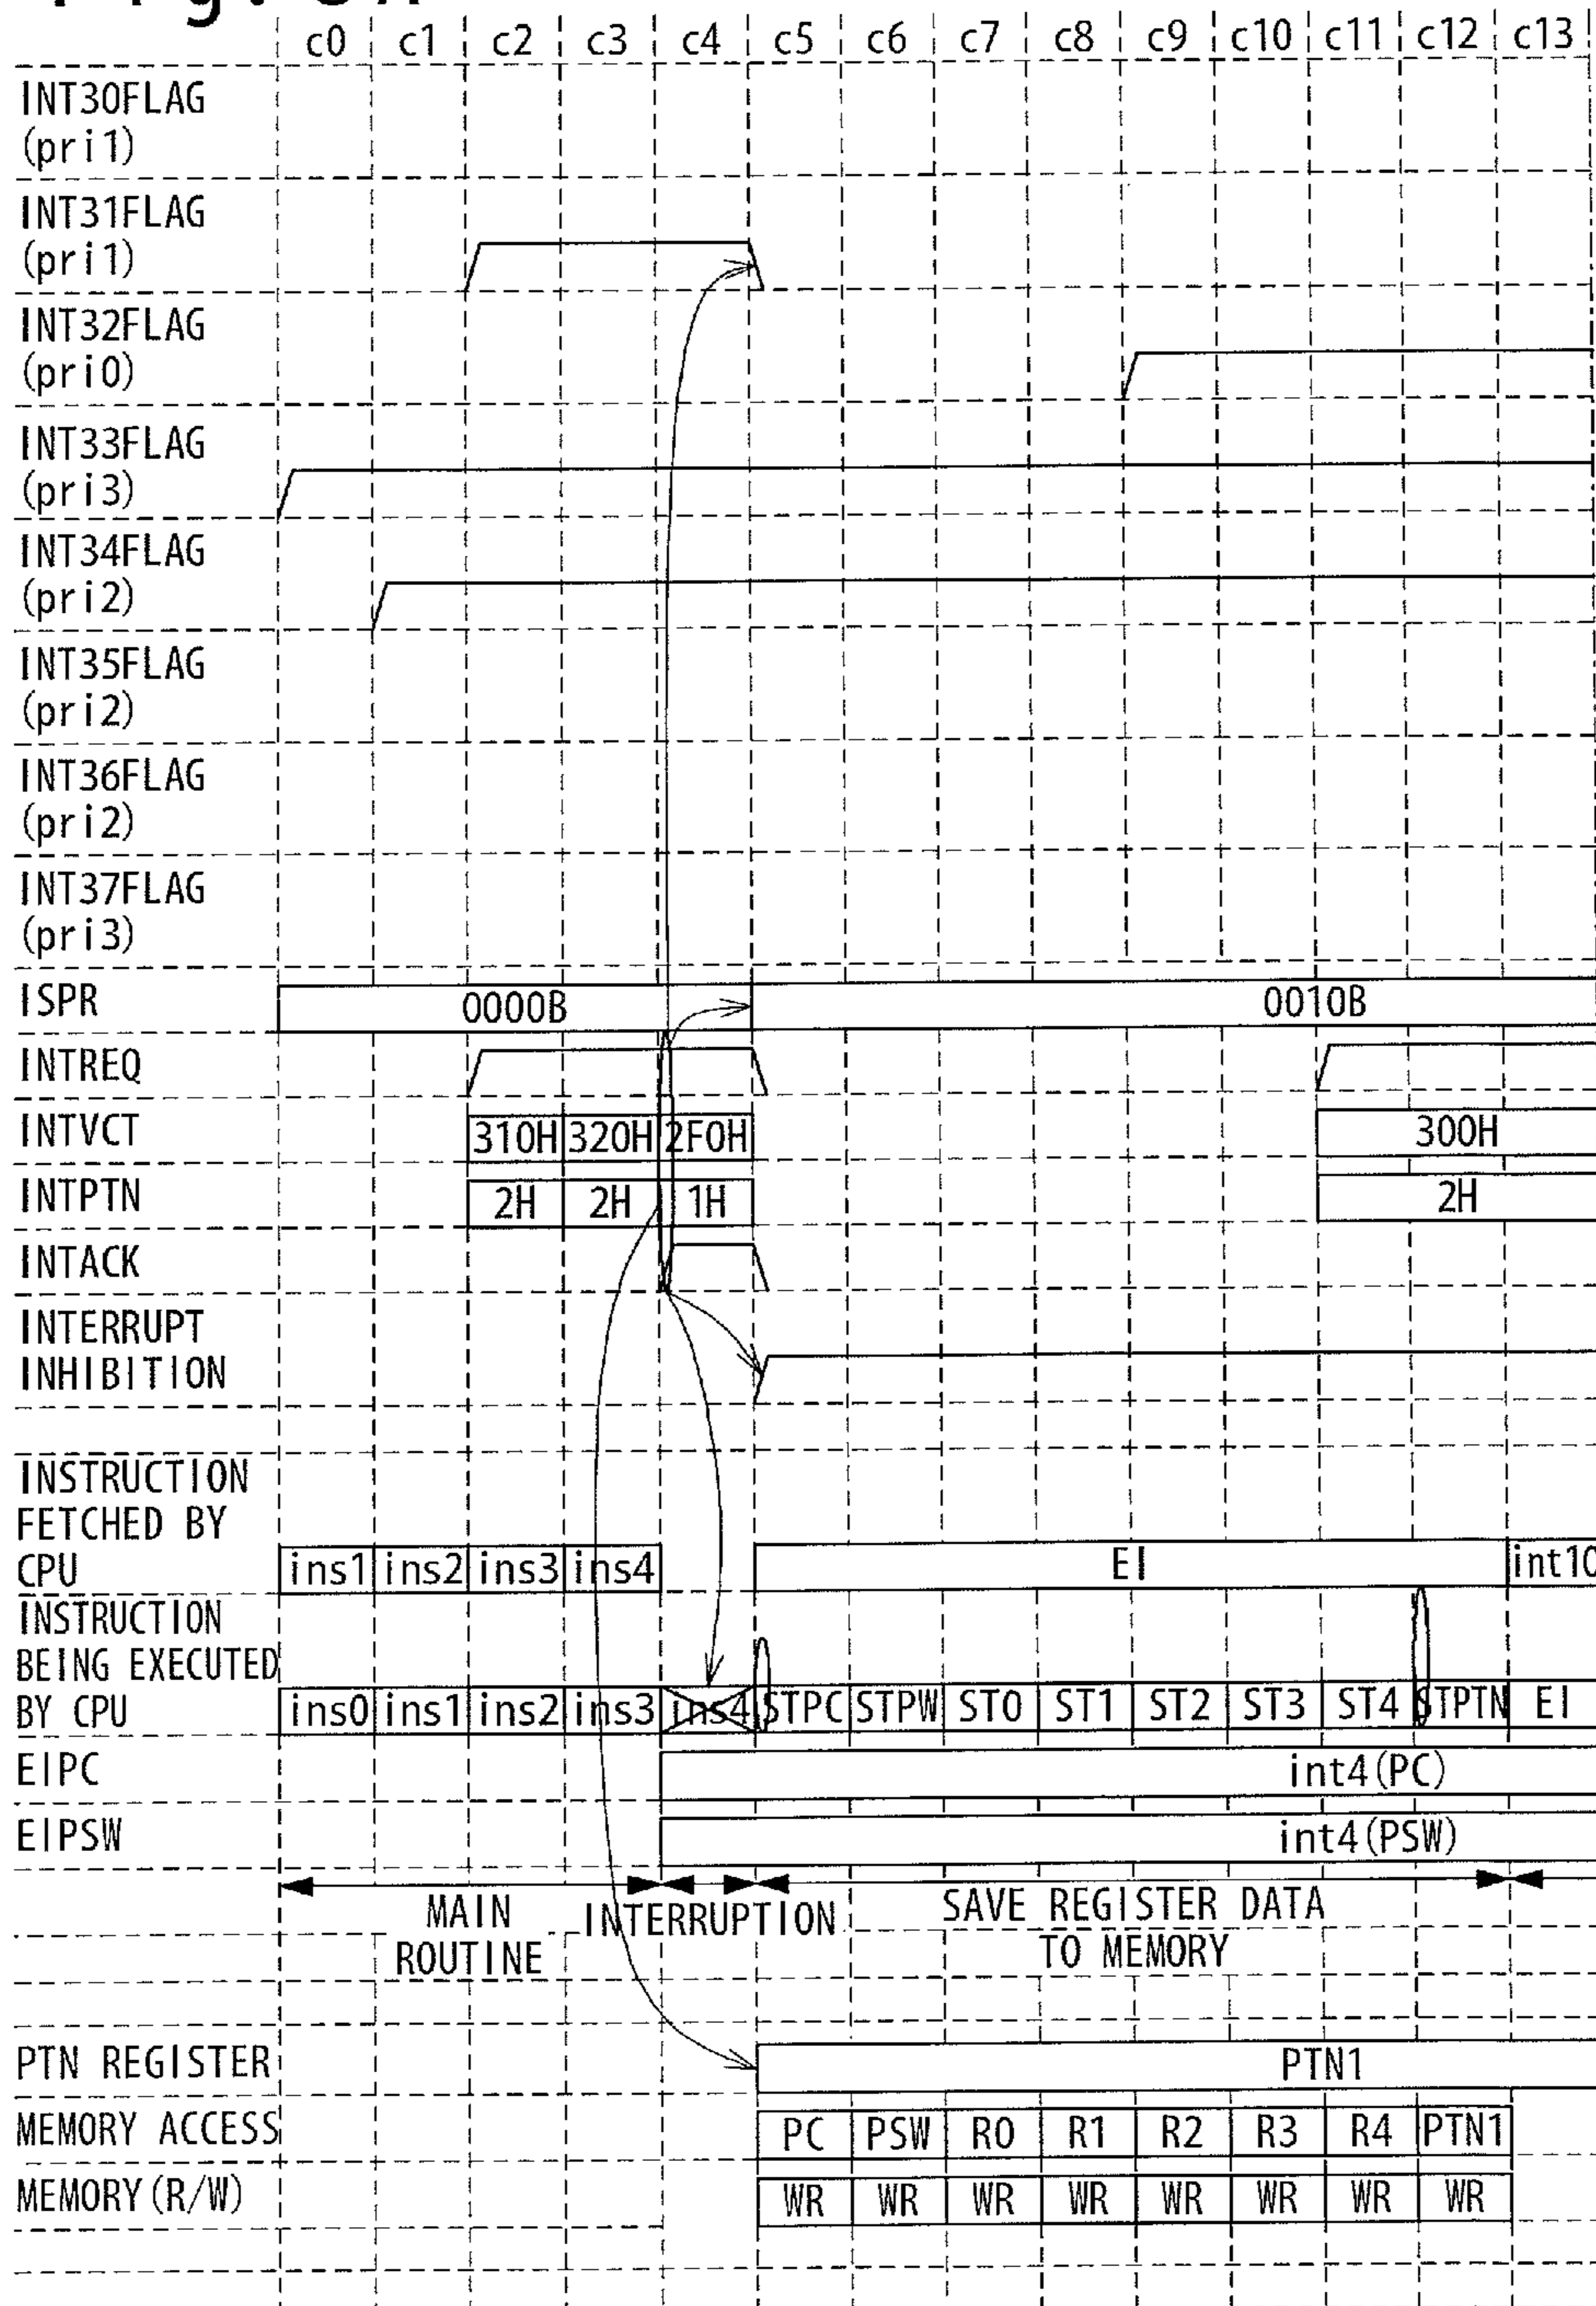 c0 c1 c2 c3 c4 c5 c6 c7 c8 c9 c10 c11 c12 c13
INT30FLAG
(pri1)
INT31FLAG
(pri1)
INT32FLAG
(pri0)
INT33FLAG
(pri3)
INT34FLAG
(pri2)
INT35FLAG
(pri2)
INT36FLAG
(pri2)
INT37FLAG
(pri3)
ISPR 0000B 0010B
INTREQ
INTVCT 310H 320H 2F0H 300H
INTPTN 2H 2H 1H 2H
INTACK
INTERRUPT
INHIBITION
INSTRUCTION
FETCHED BY
CPU ins1 ins2 ins3 ins4 EI int10
INSTRUCTION
BEING EXECUTED
BY CPU ins0 ins1 ins2 ins3 ins4 STPC STPW ST0 ST1 ST2 ST3 ST4 STPTN EI
EIPC int4(PC)
EIPSW int4(PSW)
MAIN INTERRUPTION SAVE REGISTER DATA
ROUTINE TO MEMORY
PTN REGISTER PTN1
MEMORY ACCESS PC PSW R0 R1 R2 R3 R4 PTN1
MEMORY(R/W) WR WR WR WR WR WR WR WR